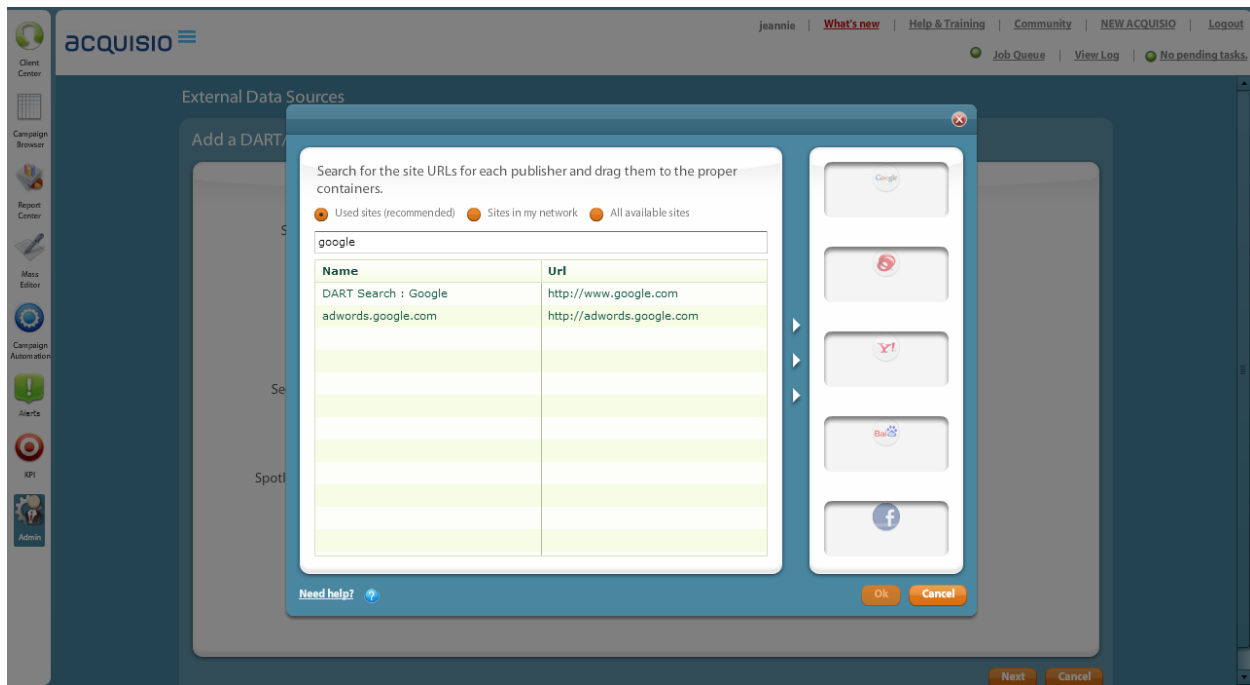 jeannie | What's new | Help & Training | Community | NEW ACQUISIO | Logout
acquisio
Job Queue | View Log | No pending tasks.
Client
Center
Campaign
Browser
Report
Center
Mass
Editor
Campaign
Automation
Alerts
KPI
Admin
External Data Sources
Add a DART/
S
Se
Spotl
Search for the site URLs for each publisher and drag them to the proper
containers.
Used sites (recommended) Sites in my network All available sites
google
Name Url
DART Search : Google http://www.google.com
adwords.google.com http://adwords.google.com
Google
Y!
Bai
f
Need help? ?
Ok Cancel
Next Cancel